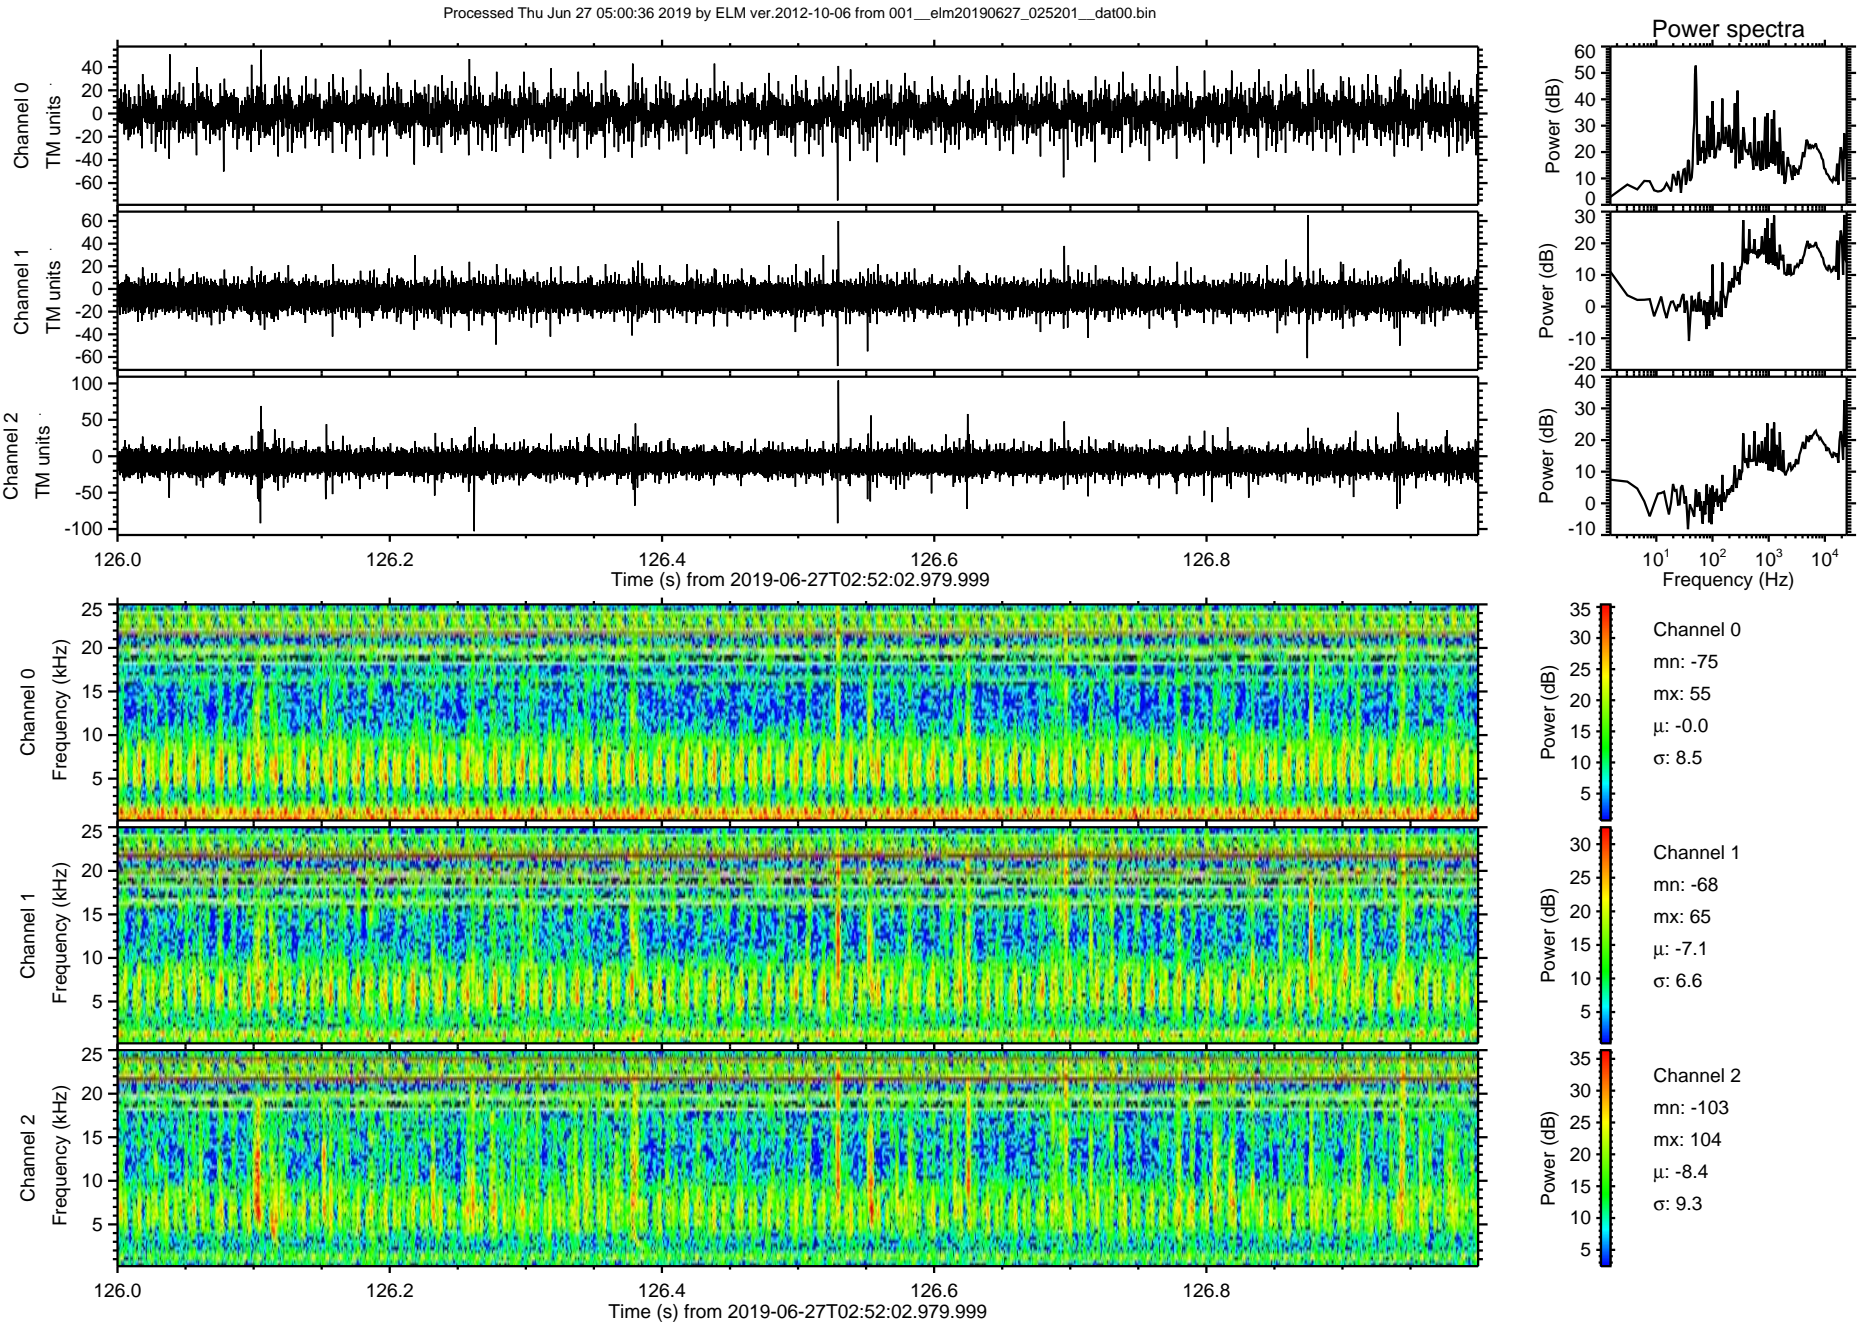 Processed Thu Jun 27 05:00:36 2019 by ELM ver.2012-10-06 from 001__elm20190627_025201__dat00.bin
Power spectra
Channel 0
TM units
40
20
0
-20
-40
-60
Power (dB)
60
50
40
30
20
10
0
Channel 1
TM units
60
40
20
0
-20
-40
-60
Power (dB)
30
20
10
0
-10
-20
Channel 2
TM units
100
50
0
-50
-100
Power (dB)
40
30
20
10
0
-10
126.0 126.2 126.4 126.6 126.8
Time (s) from 2019-06-27T02:52:02.979.999
10¹ 10² 10³ 10⁴
Frequency (Hz)
Channel 0
Frequency (kHz)
25
20
15
10
5
Power (dB)
35
30
25
20
15
10
5
Channel 0
mn: -75
mx: 55
μ: -0.0
σ: 8.5
Channel 1
Frequency (kHz)
25
20
15
10
5
Power (dB)
30
25
20
15
10
5
Channel 1
mn: -68
mx: 65
μ: -7.1
σ: 6.6
Channel 2
Frequency (kHz)
25
20
15
10
5
Power (dB)
35
30
25
20
15
10
5
Channel 2
mn: -103
mx: 104
μ: -8.4
σ: 9.3
126.0 126.2 126.4 126.6 126.8
Time (s) from 2019-06-27T02:52:02.979.999